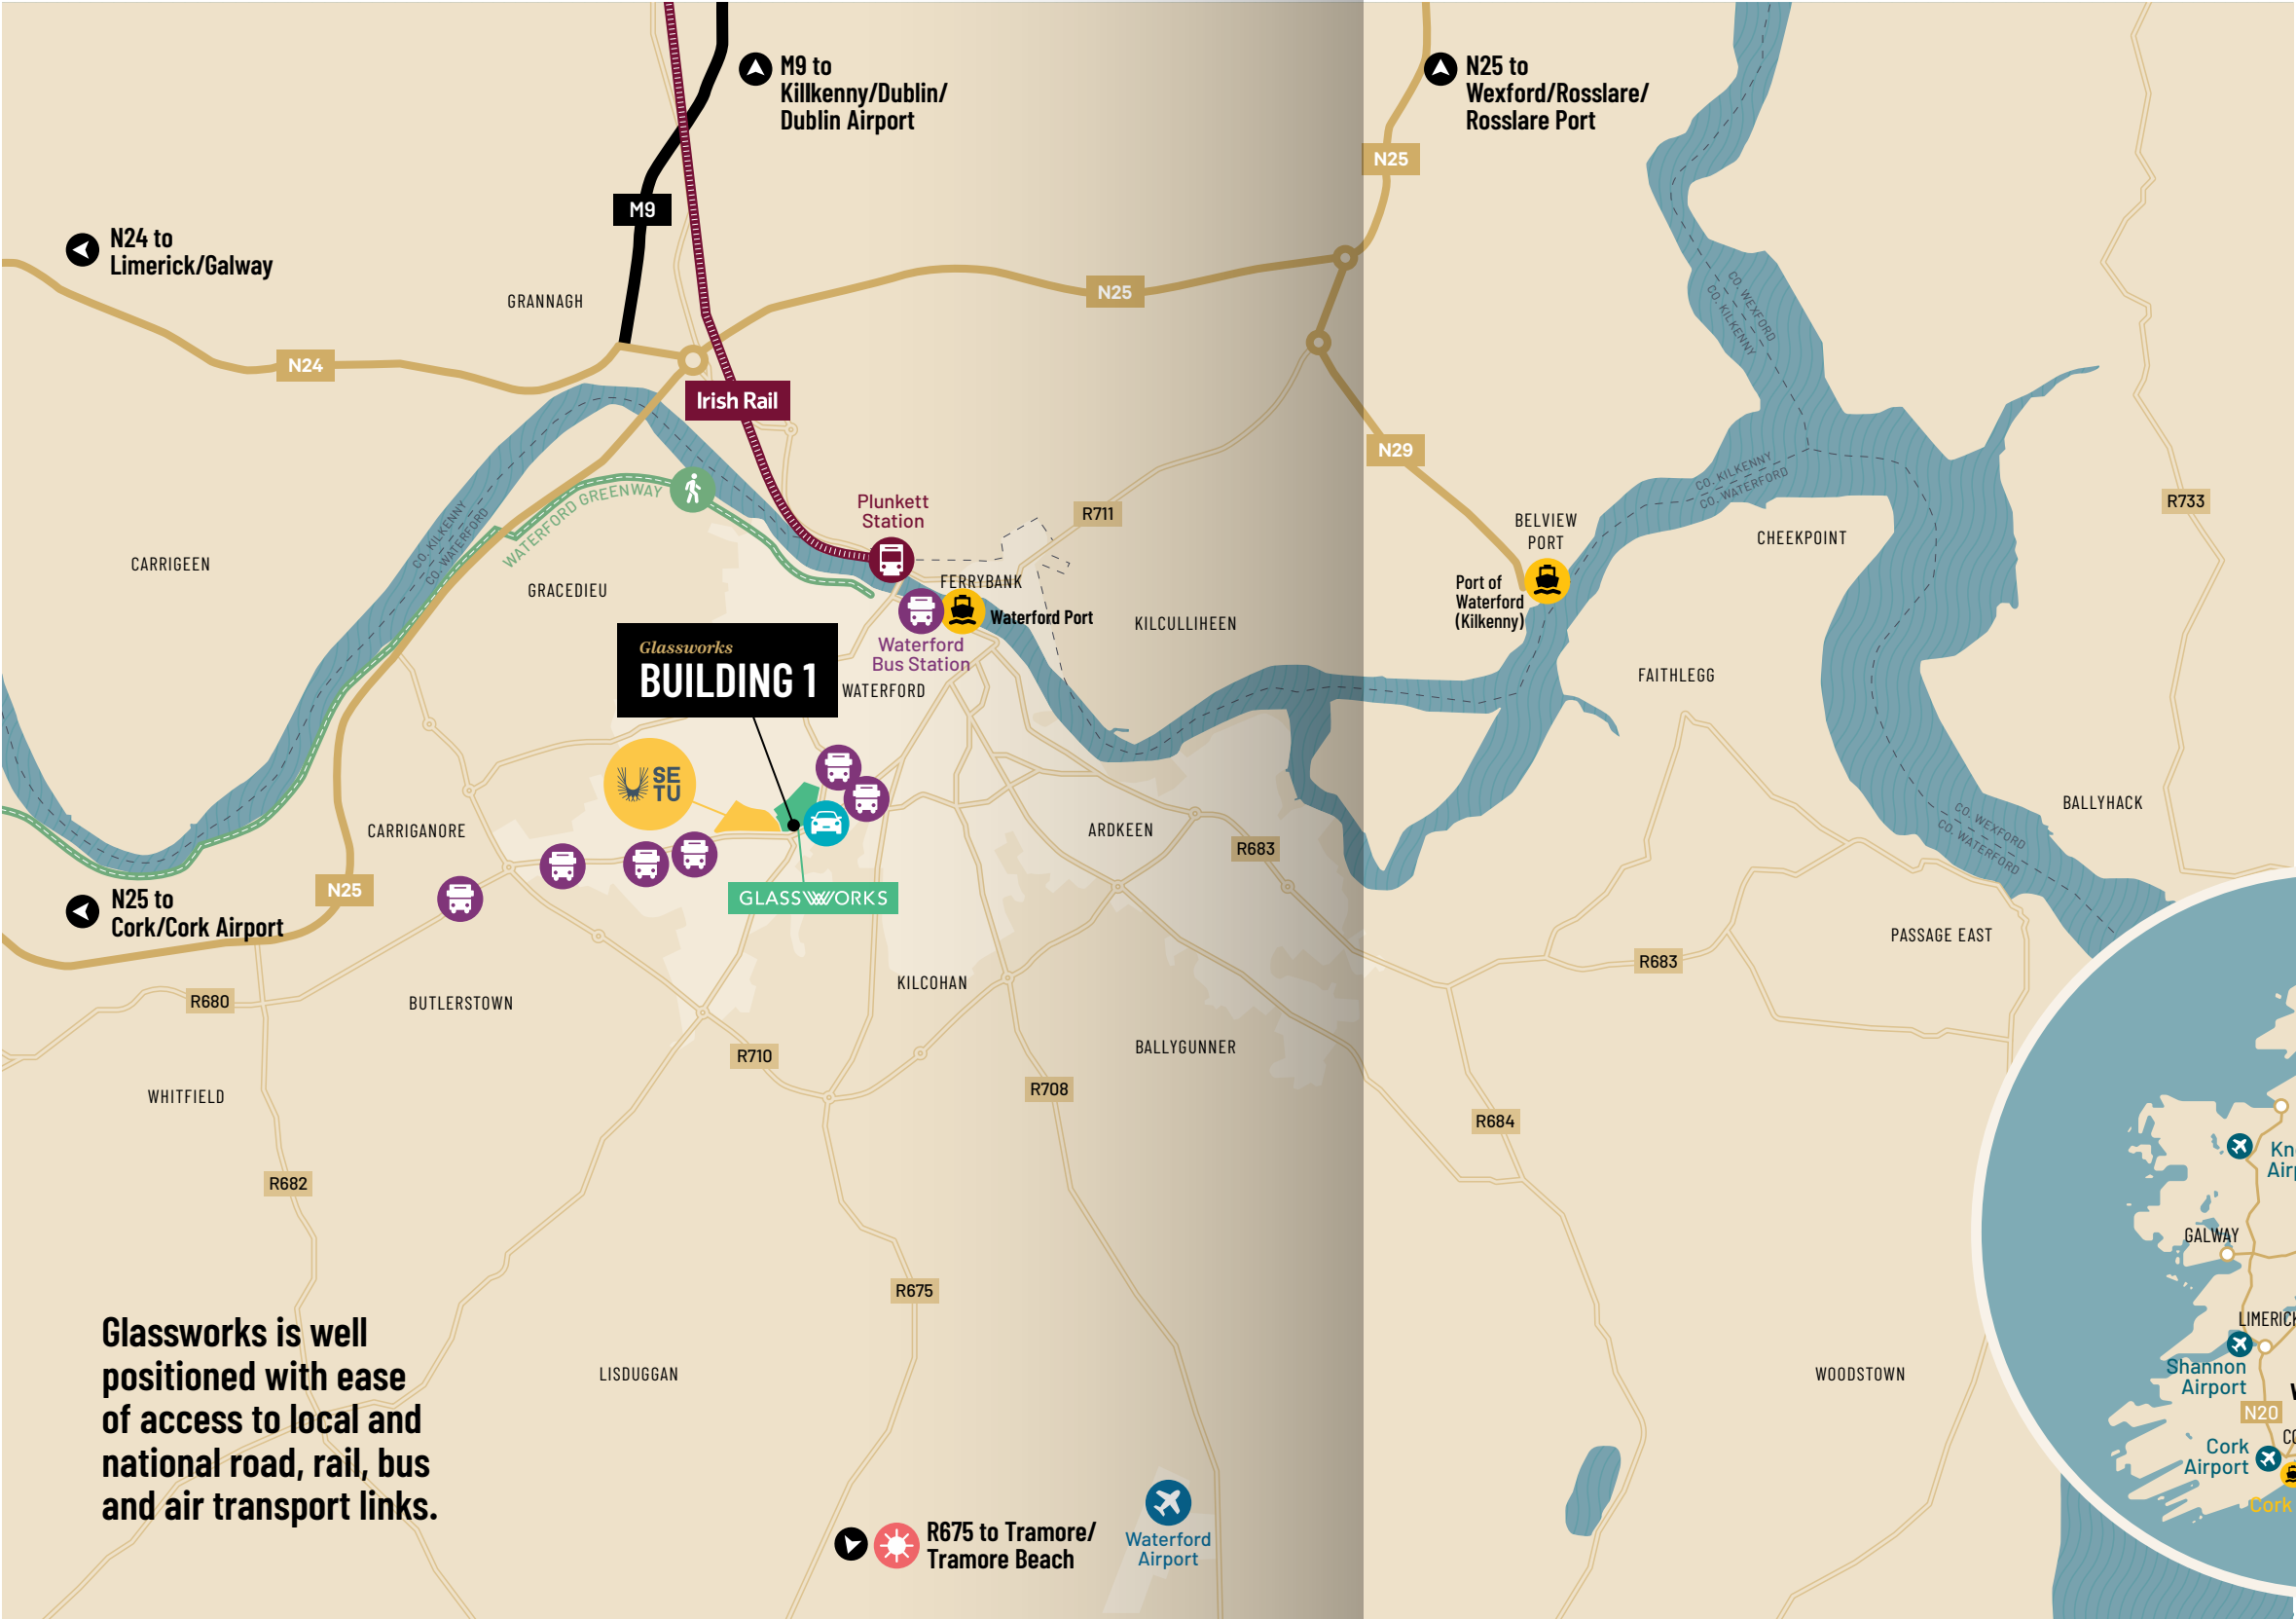 M9 to
Killkenny/Dublin/
Dublin Airport
N25 to
Wexford/Rosslare/
Rosslare Port
N25
M9
N24 to
Limerick/Galway
GRANNAGH
N25
N24
CO. WEXFORD
CO. KILKENNY
Irish Rail
N29
CO. KILKENNY
CO. WATERFORD
WATERFORD GREENWAY
Plunkett
Station
R711
R733
BELVIEW
PORT
CHEEKPOINT
CO. KILKENNY
CO. WATERFORD
CARRIGEEN
GRACEDIEU
FERRYBANK
Port of
Waterford
(Kilkenny)
Waterford Port
KILCULLIHEEN
Waterford
Bus Station
Glassworks
BUILDING 1
WATERFORD
FAITHLEGG
SE
TU
BALLYHACK
CARRIGANORE
ARDKEEN
CO. WEXFORD
CO. WATERFORD
R683
N25
N25 to
Cork/Cork Airport
GLASSWORKS
PASSAGE EAST
R683
KILCOHAN
R680
BUTLERSTOWN
BALLYGUNNER
R710
R708
WHITFIELD
R684
R682
GALWAY
R675
Shannon
Airport
Glassworks is well
positioned with ease
of access to local and
national road, rail, bus
and air transport links.
LISDUGGAN
WOODSTOWN
N20
Cork
Airport
Cork
R675 to Tramore/
Tramore Beach
Waterford
Airport